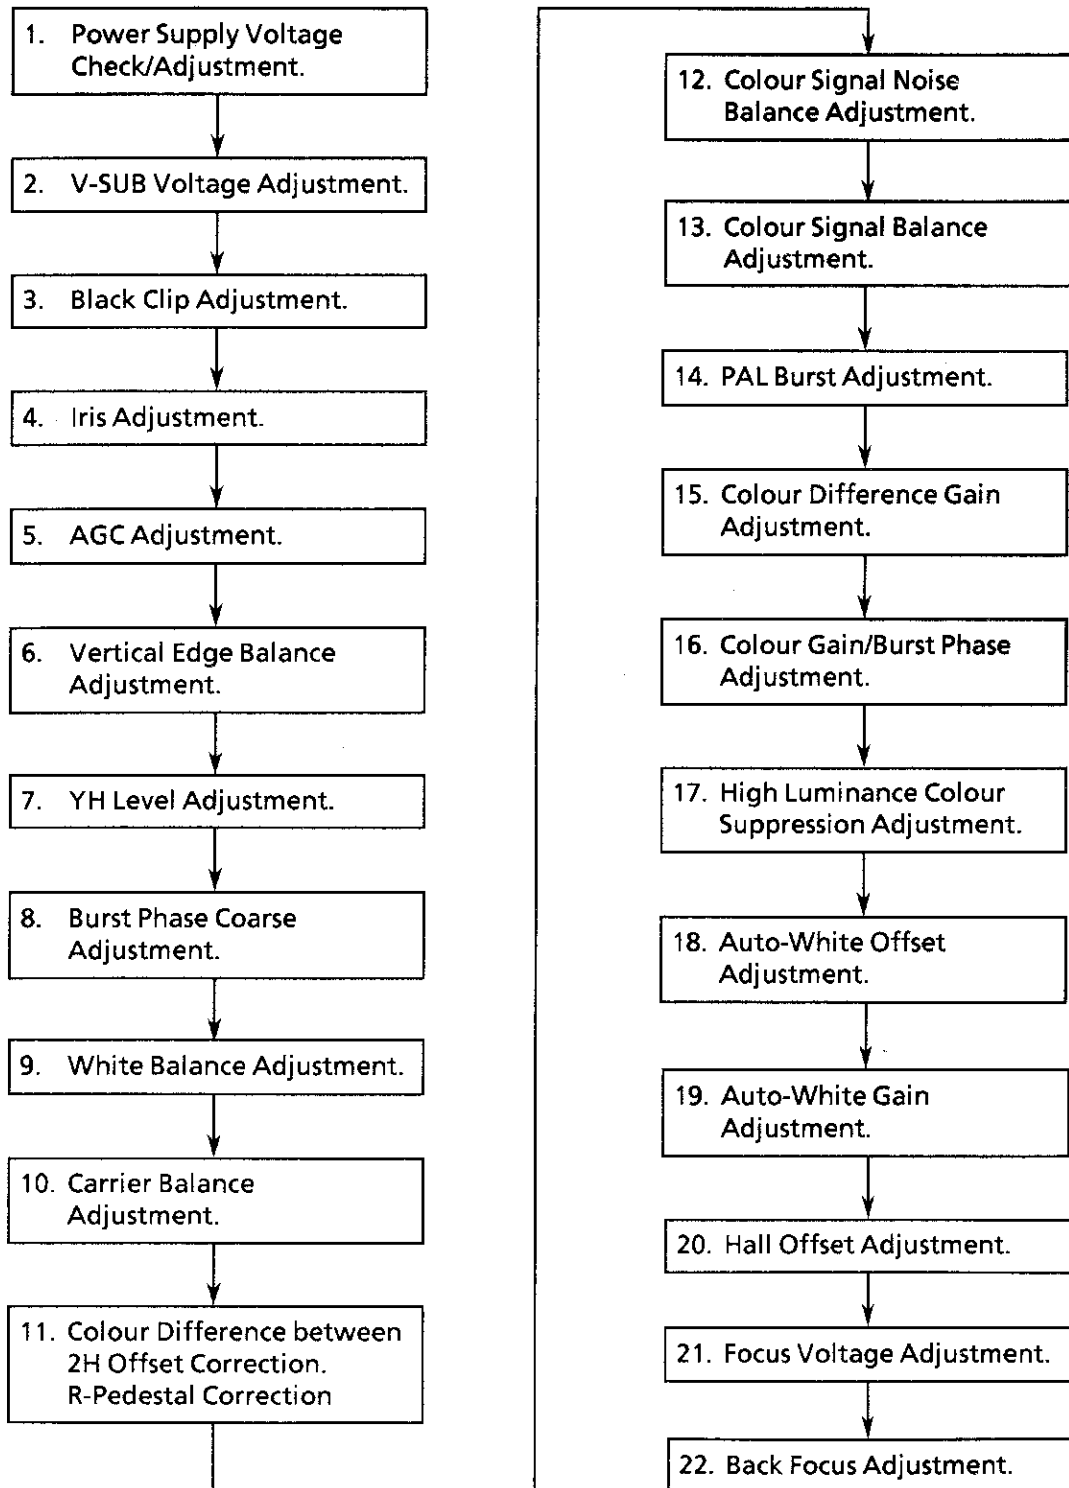 1. Power Supply Voltage
Check/Adjustment.
2. V-SUB Voltage Adjustment.
3. Black Clip Adjustment.
4. Iris Adjustment.
5. AGC Adjustment.
6. Vertical Edge Balance
Adjustment.
7. YH Level Adjustment.
8. Burst Phase Coarse
Adjustment.
9. White Balance Adjustment.
10. Carrier Balance
Adjustment.
11. Colour Difference between
2H Offset Correction.
R-Pedestal Correction
12. Colour Signal Noise
Balance Adjustment.
13. Colour Signal Balance
Adjustment.
14. PAL Burst Adjustment.
15. Colour Difference Gain
Adjustment.
16. Colour Gain/Burst Phase
Adjustment.
17. High Luminance Colour
Suppression Adjustment.
18. Auto-White Offset
Adjustment.
19. Auto-White Gain
Adjustment.
20. Hall Offset Adjustment.
21. Focus Voltage Adjustment.
22. Back Focus Adjustment.